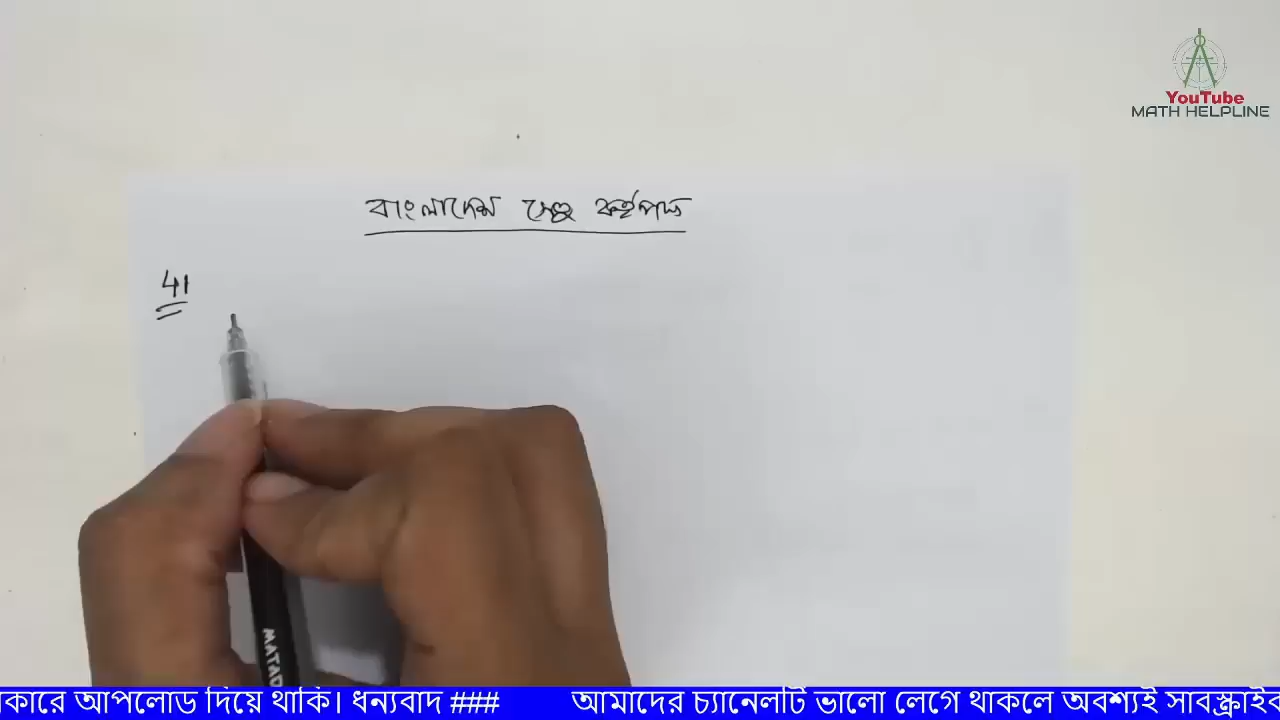 YouTube
MATH HELPLINE
বাংলাদেশ সেতু কর্তৃপক্ষ
41
MATAD
কারে আপলোড দিয়ে থাকি। ধন্যবাদ ### আমাদের চ্যানেলটি ভালো লেগে থাকলে অবশ্যই সাবস্ক্রাইব